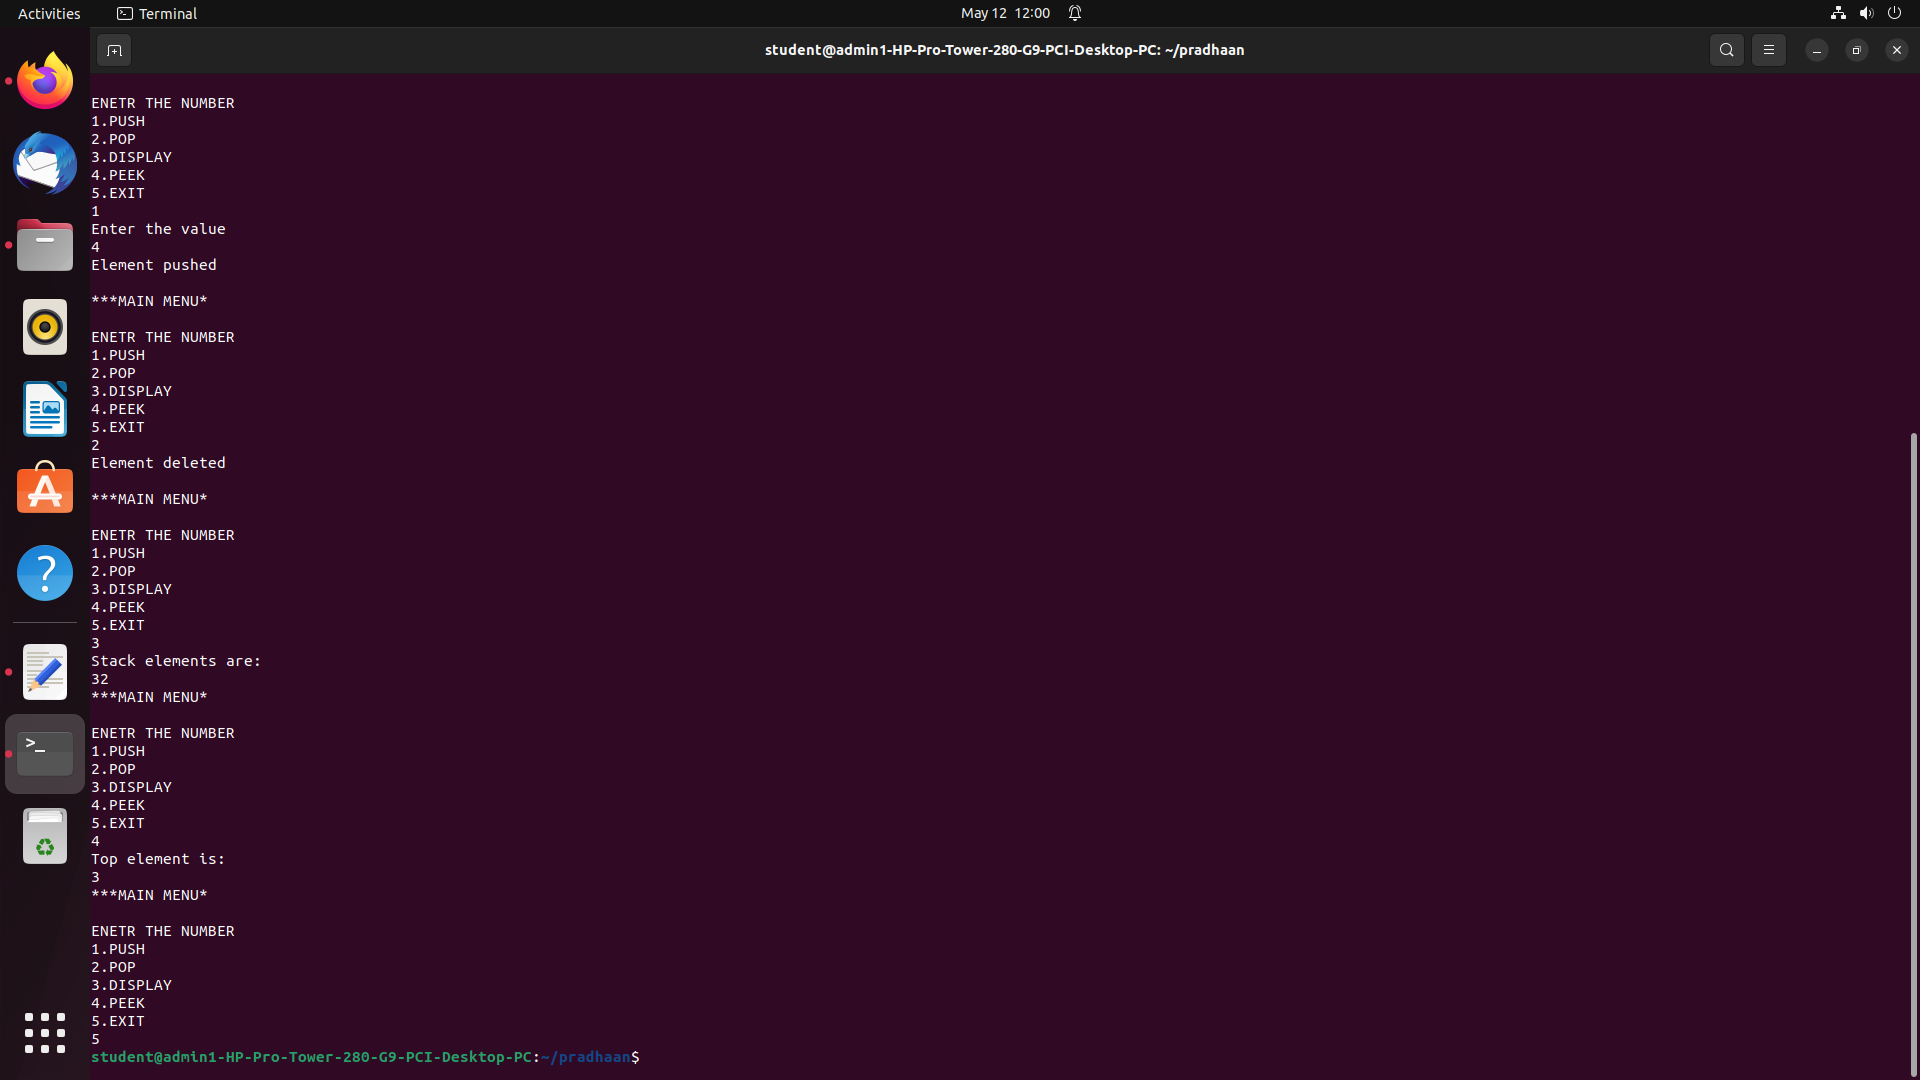 Activities
Terminal
May 12 12:00
student@admin1-HP-Pro-Tower-280-G9-PCI-Desktop-PC: ~/pradhaan
ENETR THE NUMBER
1.PUSH
2.POP
3.DISPLAY
4.PEEK
5.EXIT
1
Enter the value
4
Element pushed
***MAIN MENU*
ENETR THE NUMBER
1.PUSH
2.POP
3.DISPLAY
4.PEEK
5.EXIT
2
Element deleted
***MAIN MENU*
ENETR THE NUMBER
1.PUSH
2.POP
3.DISPLAY
4.PEEK
5.EXIT
3
Stack elements are:
32
***MAIN MENU*
ENETR THE NUMBER
1.PUSH
2.POP
3.DISPLAY
4.PEEK
5.EXIT
4
Top element is:
3
***MAIN MENU*
ENETR THE NUMBER
1.PUSH
2.POP
3.DISPLAY
4.PEEK
5.EXIT
5
student@admin1-HP-Pro-Tower-280-G9-PCI-Desktop-PC:~/pradhaan$